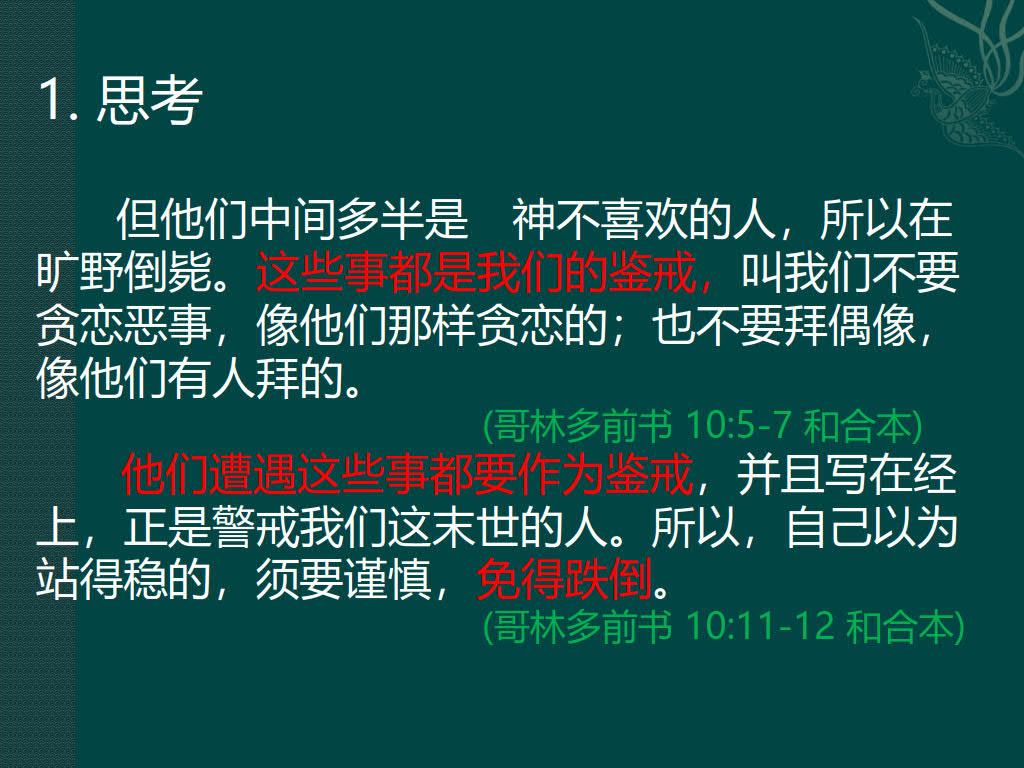 1. 思考
但他们中间多半是　神不喜欢的人，所以在
旷野倒毙。这些事都是我们的鉴戒，叫我们不要
贪恋恶事，像他们那样贪恋的；也不要拜偶像，
像他们有人拜的。
(哥林多前书 10:5-7 和合本)
他们遭遇这些事都要作为鉴戒，并且写在经
上，正是警戒我们这末世的人。所以，自己以为
站得稳的，须要谨慎，免得跌倒。
(哥林多前书 10:11-12 和合本)